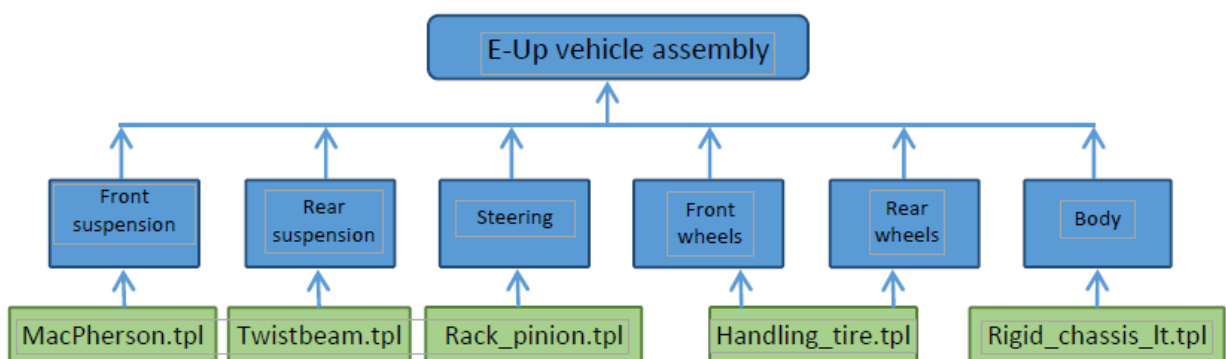 E-Up vehicle assembly
Front
suspension
Rear
suspension
Steering
Front
wheels
Rear
wheels
Body
MacPherson.tpl
Twistbeam.tpl
Rack_pinion.tpl
Handling_tire.tpl
Rigid_chassis_lt.tpl